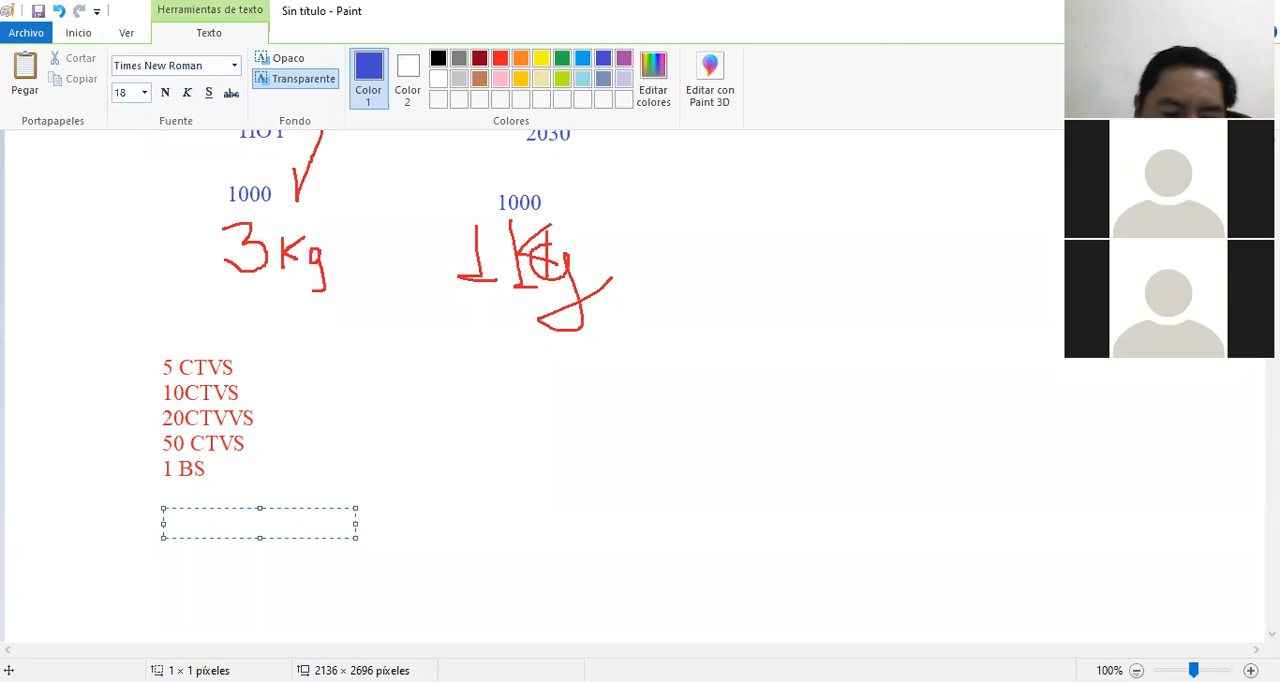 Herramientas de texto
Sin título - Paint
Archivo Inicio Ver Texto
Pegar
Cortar
Copiar
Portapapeles
Times New Roman
18 N K S abc
Fuente
Opaco
Transparente
Fondo
Color 1
Color 2
Editar colores
Editar con Paint 3D
Colores
2030
1000
1000
3 Kg
1 Kg
5 CTVS
10CTVS
20CTVVS
50 CTVS
1 BS
1 × 1 píxeles
2136 × 2696 píxeles
100%